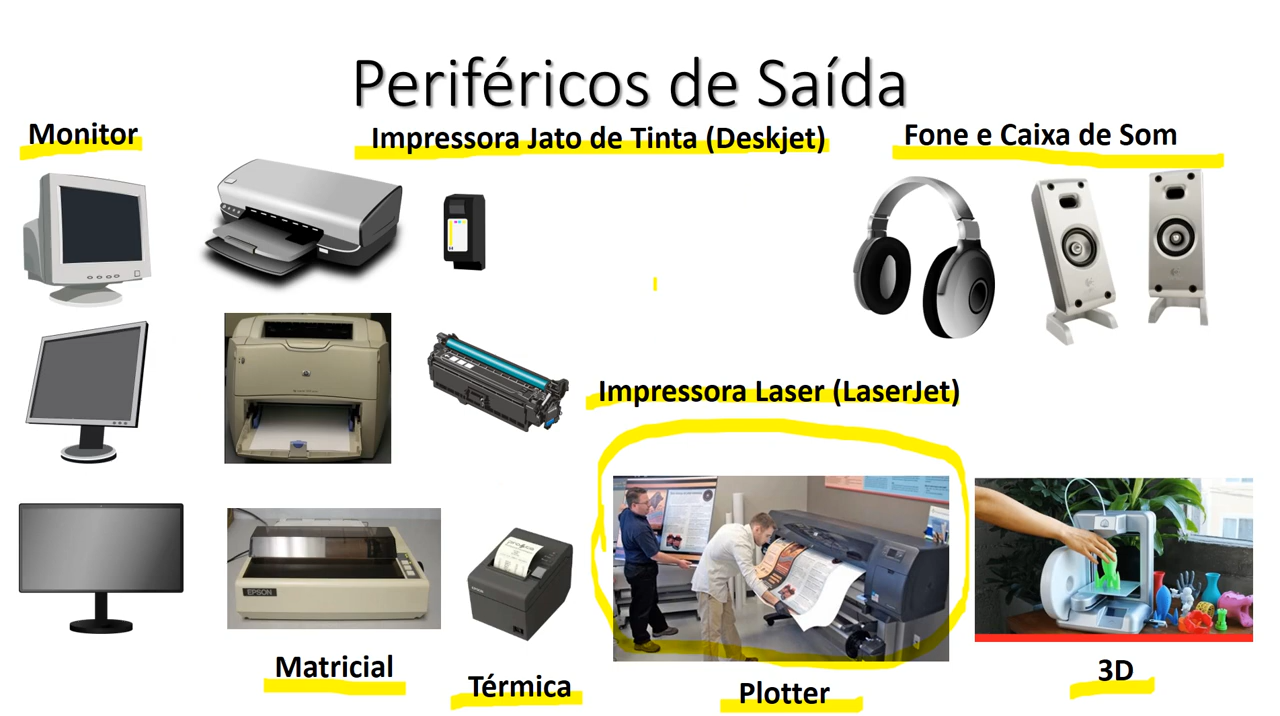 Periféricos de Saída
Monitor
Impressora Jato de Tinta (Deskjet)
Fone e Caixa de Som
Impressora Laser (LaserJet)
EPSON
Matricial
Térmica
Plotter
3D